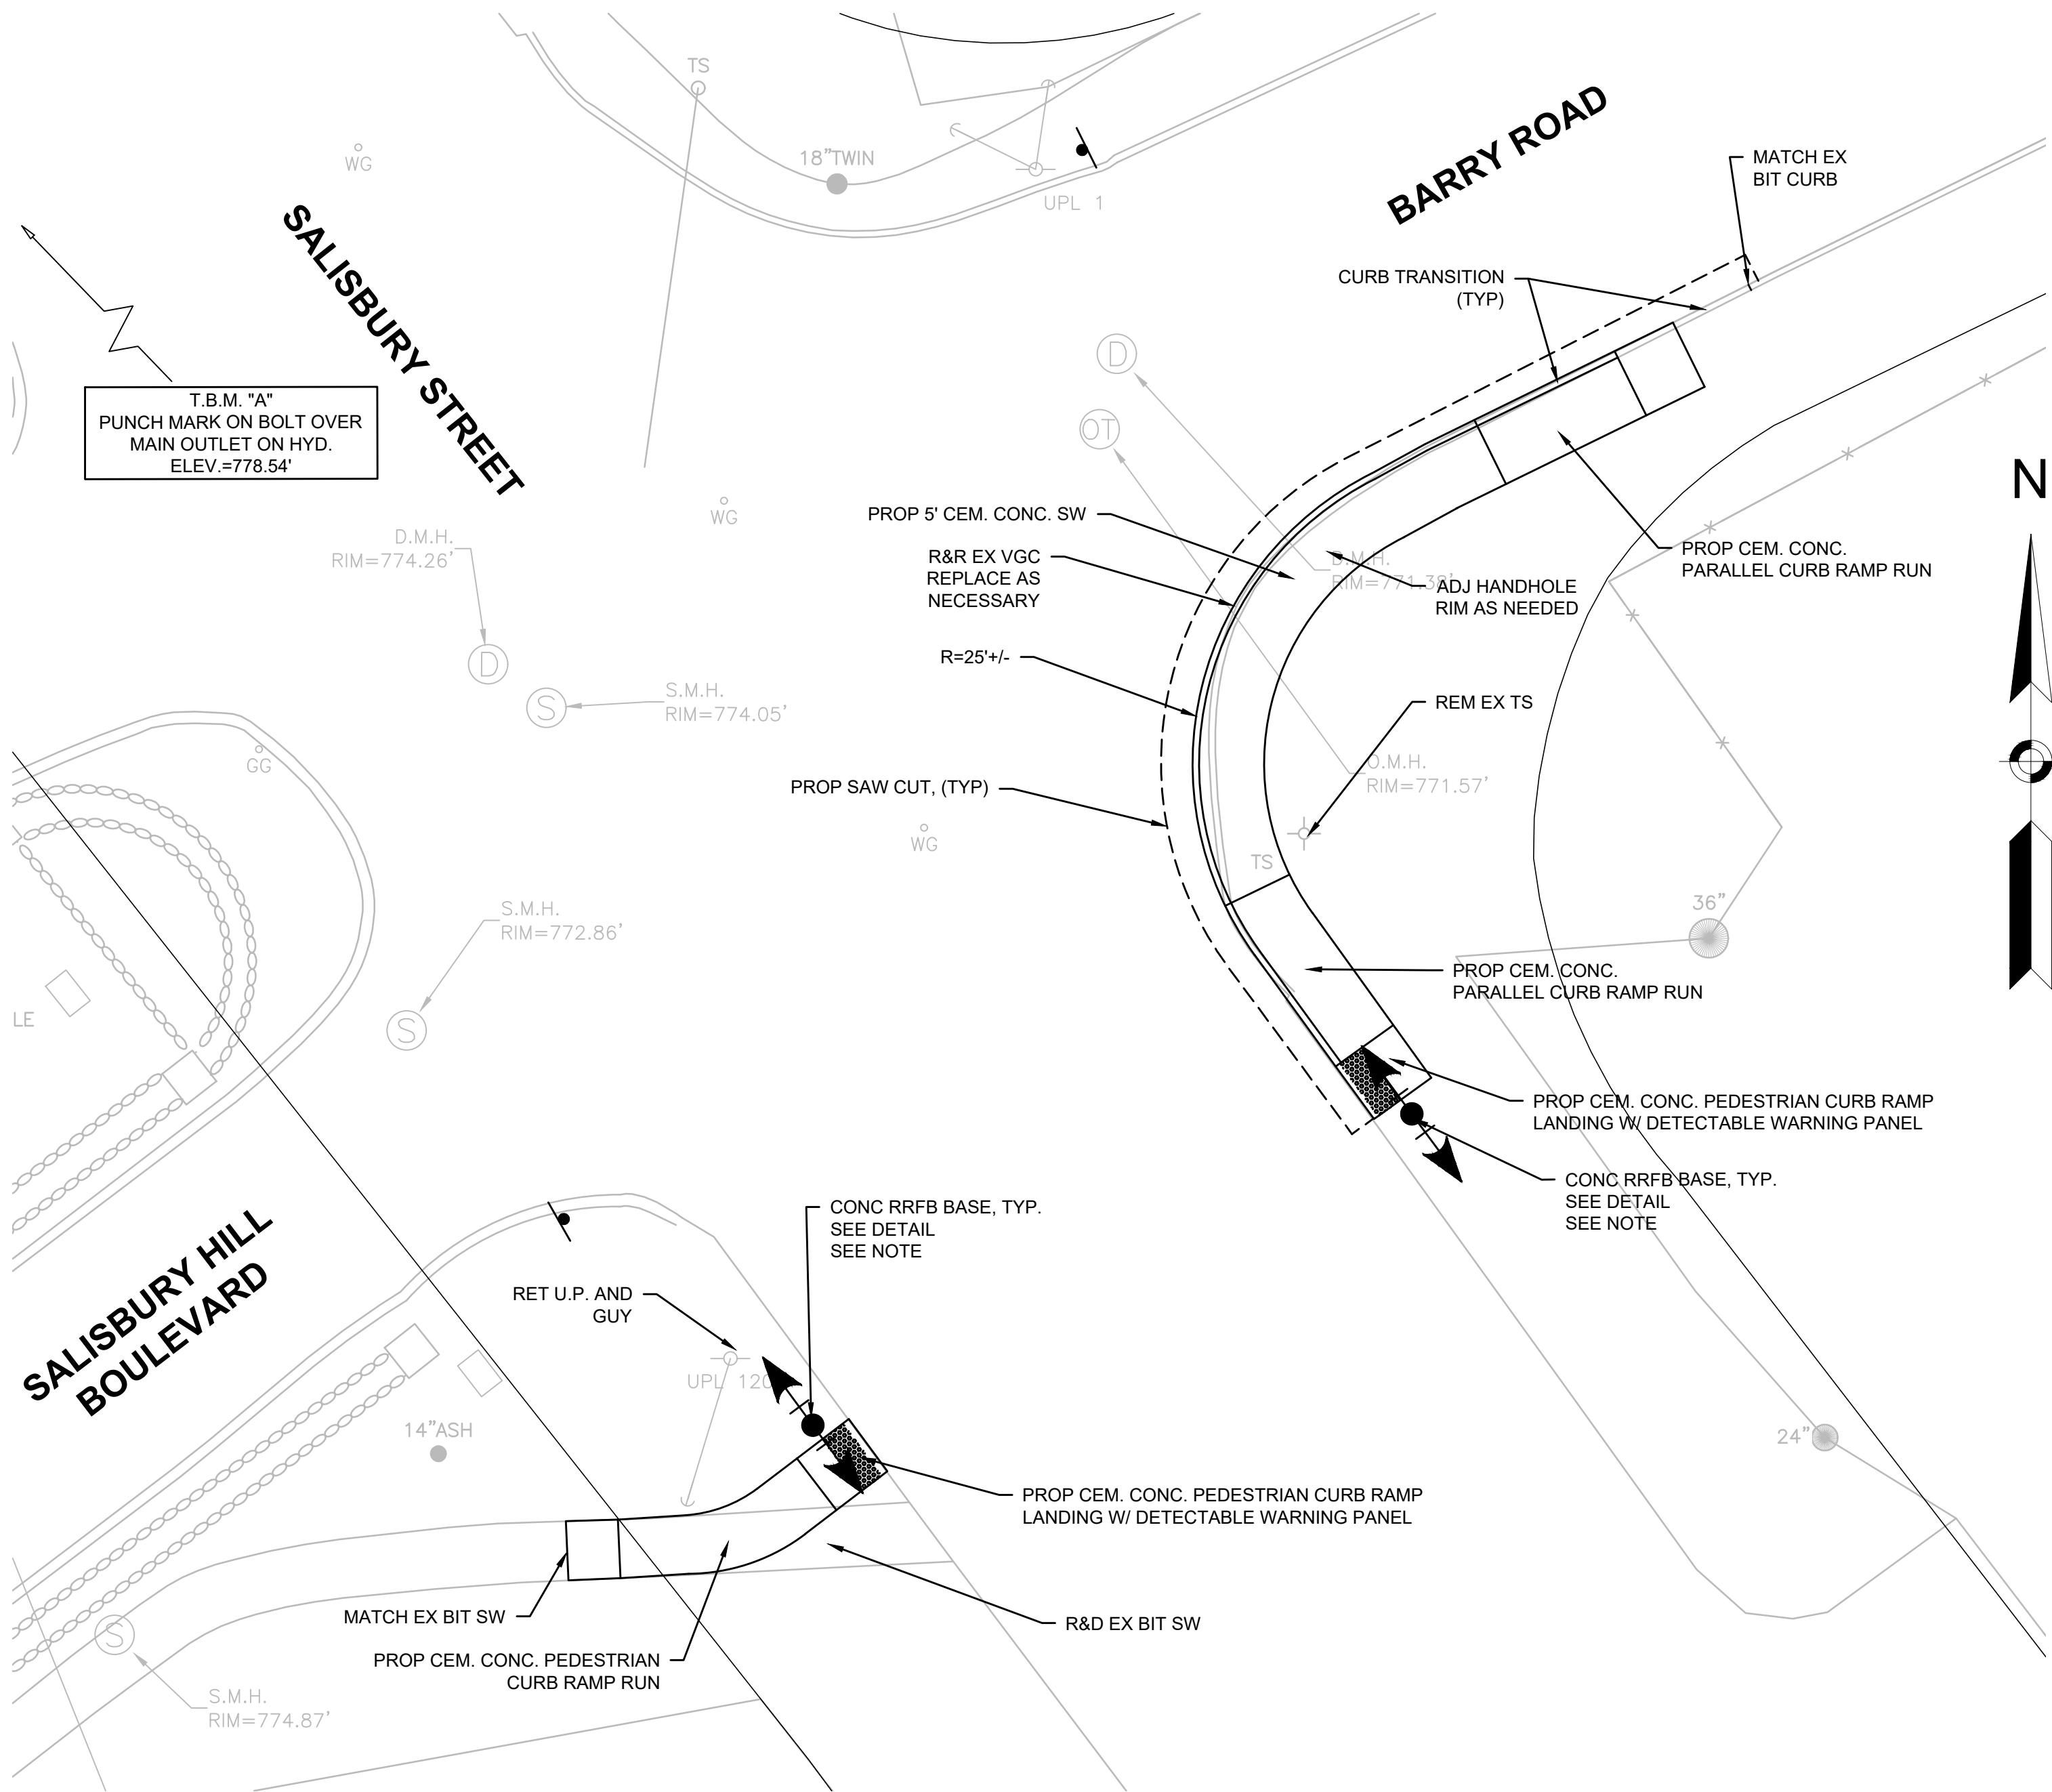 TS
WG
18"TWIN
UPL 1
BARRY ROAD
MATCH EX
BIT CURB
SALISBURY STREET
CURB TRANSITION
(TYP)
D
OT
T.B.M. "A"
PUNCH MARK ON BOLT OVER
MAIN OUTLET ON HYD.
ELEV.=778.54'
N
WG
PROP 5' CEM. CONC. SW
D.M.H.
RIM=774.26'
R&R EX VGC
REPLACE AS
NECESSARY
D.M.H.
RIM=771.38'
ADJ HANDHOLE
RIM AS NEEDED
PROP CEM. CONC.
PARALLEL CURB RAMP RUN
R=25'+/-
D
S
S.M.H.
RIM=774.05'
REM EX TS
GG
PROP SAW CUT, (TYP)
O.M.H.
RIM=771.57'
WG
TS
36"
S.M.H.
RIM=772.86'
PROP CEM. CONC.
PARALLEL CURB RAMP RUN
LE
S
PROP CEM. CONC. PEDESTRIAN CURB RAMP
LANDING W/ DETECTABLE WARNING PANEL
CONC RRFB BASE, TYP.
SEE DETAIL
SEE NOTE
CONC RRFB BASE, TYP.
SEE DETAIL
SEE NOTE
SALISBURY HILL
BOULEVARD
RET U.P. AND
GUY
UPL 120
14"ASH
24"
PROP CEM. CONC. PEDESTRIAN CURB RAMP
LANDING W/ DETECTABLE WARNING PANEL
MATCH EX BIT SW
R&D EX BIT SW
S
PROP CEM. CONC. PEDESTRIAN
CURB RAMP RUN
S.M.H.
RIM=774.87'